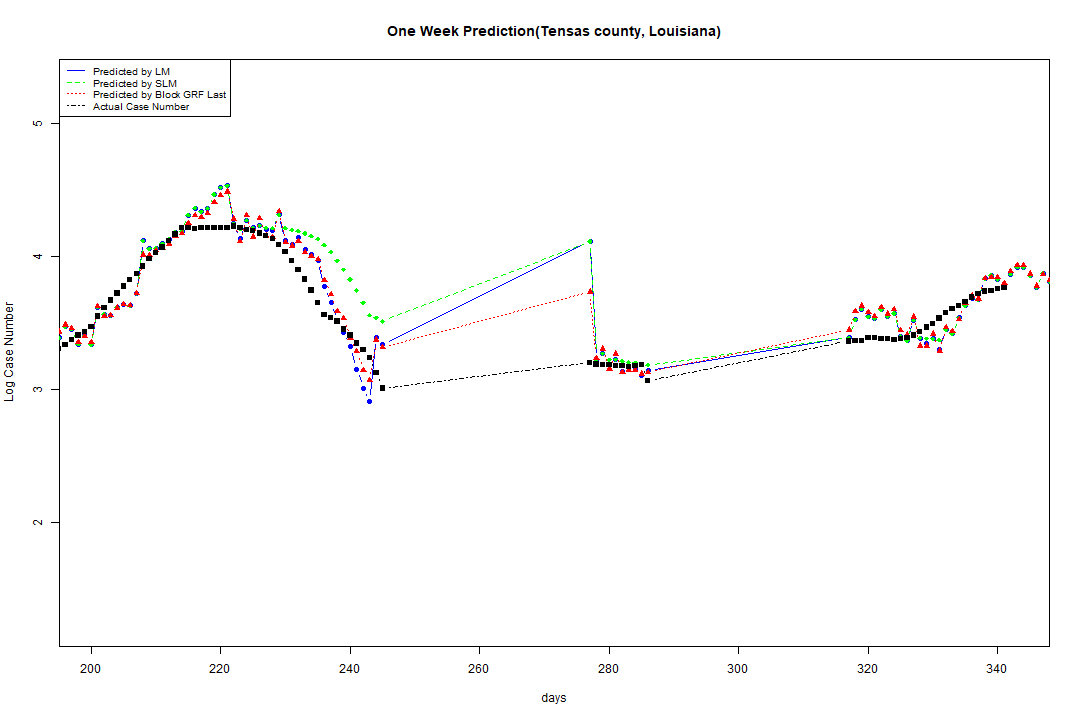 One Week Prediction(Tensas county, Louisiana)
Predicted by LM
Predicted by SLM
Predicted by Block GRF Last
Actual Case Number
5
4
3
2
Log Case Number
200
220
240
260
280
300
320
340
days